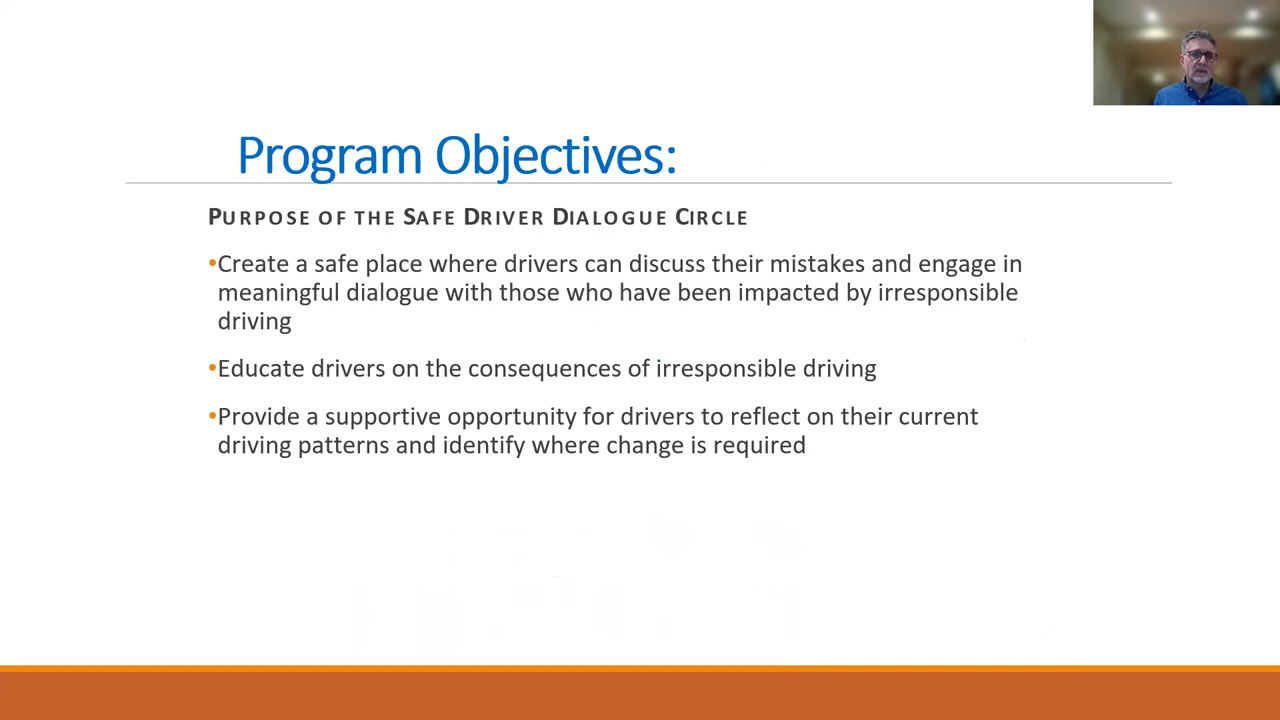 Program Objectives:
PURPOSE OF THE SAFE DRIVER DIALOGUE CIRCLE
•Create a safe place where drivers can discuss their mistakes and engage in
meaningful dialogue with those who have been impacted by irresponsible
driving
•Educate drivers on the consequences of irresponsible driving
•Provide a supportive opportunity for drivers to reflect on their current
driving patterns and identify where change is required